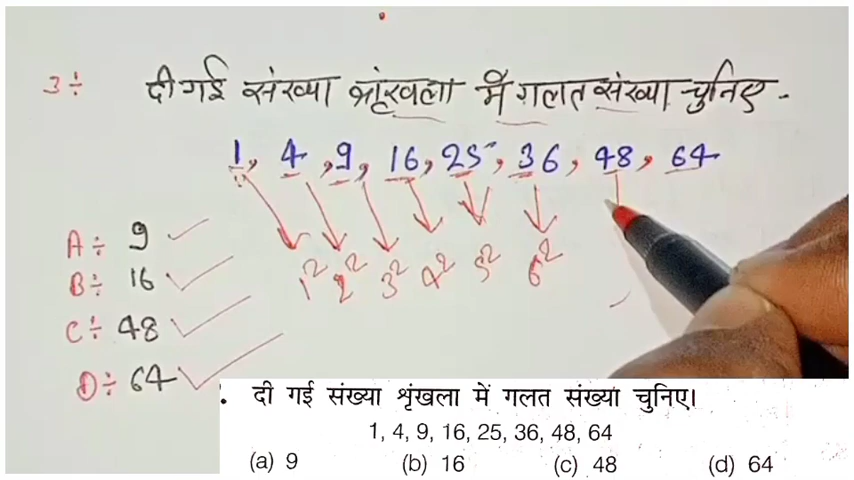 3÷ दी गई संख्या श्रृंखला में गलत संख्या चुनिए -
1, 4, 9, 16, 25, 36, 48, 64
A÷ 9
B÷ 16
C÷ 48
D÷ 64
1² 2² 3² 4² 5² 6²
. दी गई संख्या शृंखला में गलत संख्या चुनिए।
1, 4, 9, 16, 25, 36, 48, 64
(a) 9 (b) 16 (c) 48 (d) 64